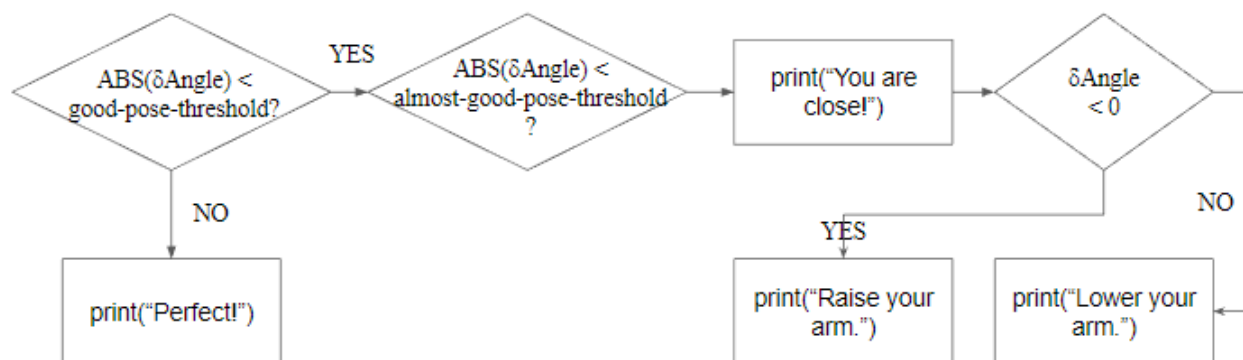 YES
ABS(δAngle) <
good-pose-threshold?
ABS(δAngle) <
almost-good-pose-threshold
?
print(“You are
close!”)
δAngle
< 0
NO
YES
NO
print(“Perfect!”)
print(“Raise your
arm.”)
print(“Lower your
arm.”)